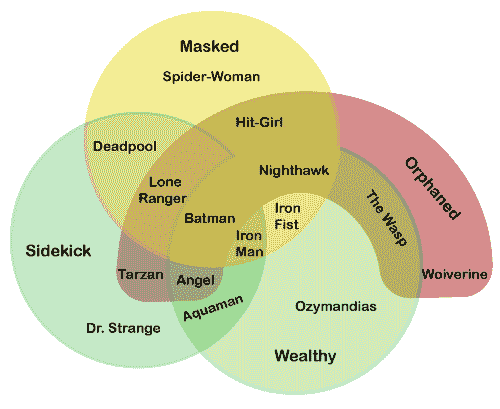 Masked
Spider-Woman
Hit-Girl
Deadpool
Orphaned
Nighthawk
Lone
Ranger
The Wasp
Batman
Iron
Fist
Iron
Man
Sidekick
Tarzan
Angel
Woiverine
Aquaman
Ozymandias
Dr. Strange
Wealthy